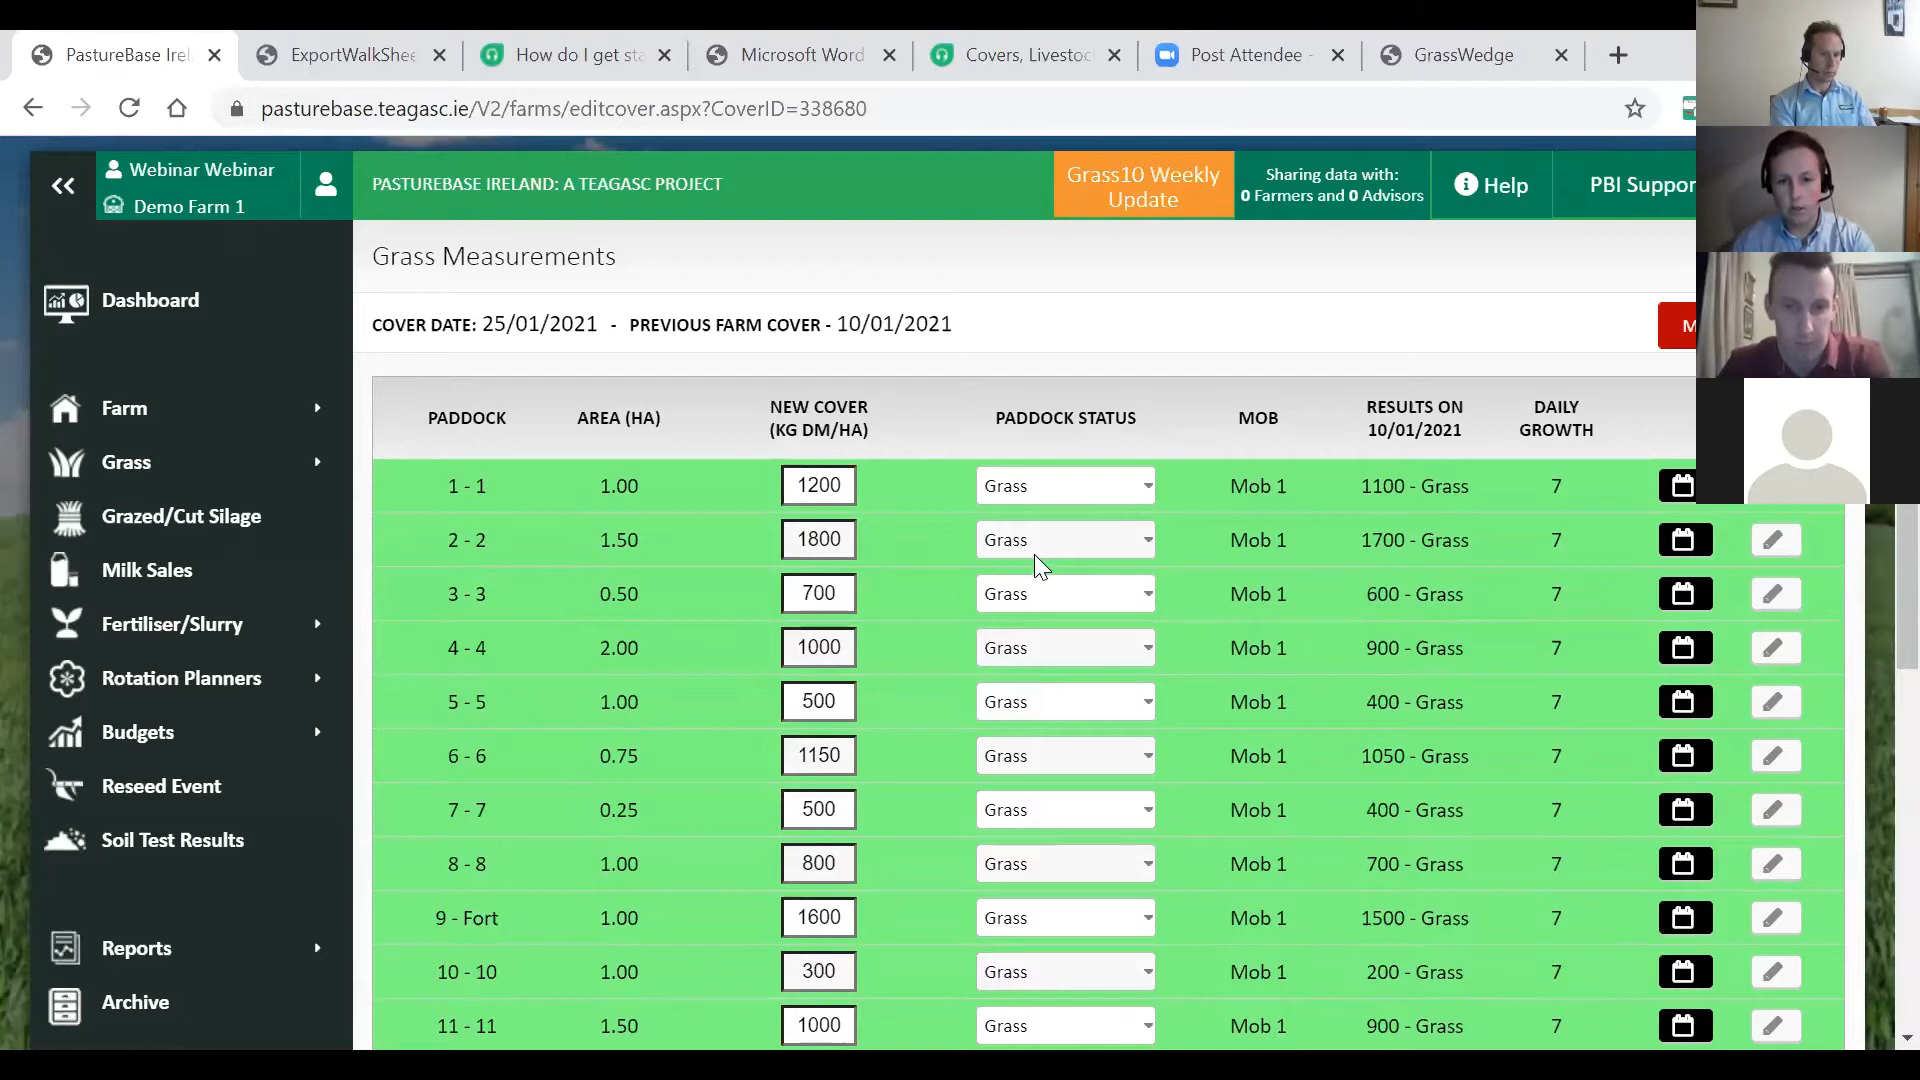 PastureBase Irel
ExportWalkShee
How do I get sta
Microsoft Word
Covers, Livestoc
Post Attendee -
GrassWedge
pasturebase.teagasc.ie/V2/farms/editcover.aspx?CoverID=338680
Webinar Webinar
Demo Farm 1
PASTUREBASE IRELAND: A TEAGASC PROJECT
Grass10 Weekly
Update
Sharing data with:
0 Farmers and 0 Advisors
Help
PBI Suppor
Dashboard
Farm
Grass
Grazed/Cut Silage
Milk Sales
Fertiliser/Slurry
Rotation Planners
Budgets
Reseed Event
Soil Test Results
Reports
Archive
Grass Measurements
COVER DATE: 25/01/2021 - PREVIOUS FARM COVER - 10/01/2021
M
PADDOCK AREA (HA) NEW COVER (KG DM/HA) PADDOCK STATUS MOB RESULTS ON 10/01/2021 DAILY GROWTH
1 - 1 1.00 1200 Grass Mob 1 1100 - Grass 7
2 - 2 1.50 1800 Grass Mob 1 1700 - Grass 7
3 - 3 0.50 700 Grass Mob 1 600 - Grass 7
4 - 4 2.00 1000 Grass Mob 1 900 - Grass 7
5 - 5 1.00 500 Grass Mob 1 400 - Grass 7
6 - 6 0.75 1150 Grass Mob 1 1050 - Grass 7
7 - 7 0.25 500 Grass Mob 1 400 - Grass 7
8 - 8 1.00 800 Grass Mob 1 700 - Grass 7
9 - Fort 1.00 1600 Grass Mob 1 1500 - Grass 7
10 - 10 1.00 300 Grass Mob 1 200 - Grass 7
11 - 11 1.50 1000 Grass Mob 1 900 - Grass 7